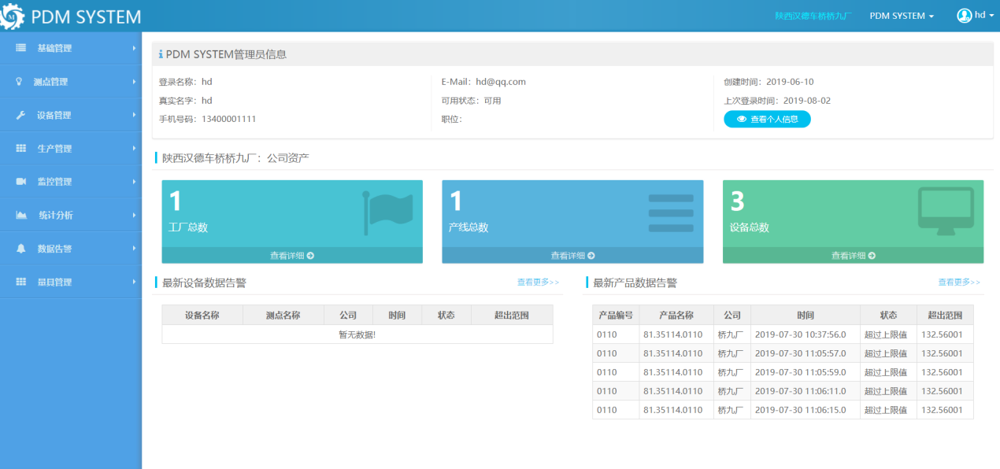 PDM SYSTEM
陕西汉德车桥桥九厂 PDM SYSTEM hd
基础管理
测点管理
设备管理
生产管理
监控管理
统计分析
数据告警
量目管理
PDM SYSTEM管理员信息
登录名称: hd E-Mail: hd@qq.com 创建时间: 2019-06-10
真实名字: hd 可用状态: 可用 上次登录时间: 2019-08-02
手机号码: 13400001111 职位: 查看个人信息
陕西汉德车桥桥九厂: 公司资产
1 1 3
工厂总数 产线总数 设备总数
查看详细 查看详细 查看详细
最新设备数据告警 查看更多>>
设备名称 测点名称 公司 时间 状态 超出范围
暂无数据!
最新产品数据告警 查看更多>>
产品编号 产品名称 公司 时间 状态 超出范围
0110 81.35114.0110 桥九厂 2019-07-30 10:37:56.0 超过上限值 132.56001
0110 81.35114.0110 桥九厂 2019-07-30 11:05:57.0 超过上限值 132.56001
0110 81.35114.0110 桥九厂 2019-07-30 11:05:59.0 超过上限值 132.56001
0110 81.35114.0110 桥九厂 2019-07-30 11:06:11.0 超过上限值 132.56001
0110 81.35114.0110 桥九厂 2019-07-30 11:06:15.0 超过上限值 132.56001